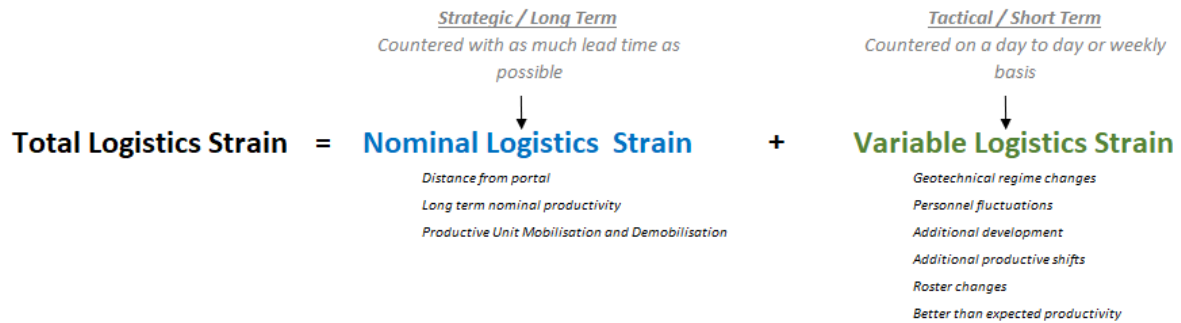 Strategic / Long Term
Countered with as much lead time as
possible
Tactical / Short Term
Countered on a day to day or weekly
basis
Total Logistics Strain = Nominal Logistics Strain + Variable Logistics Strain
Distance from portal
Long term nominal productivity
Productive Unit Mobilisation and Demobilisation
Geotechnical regime changes
Personnel fluctuations
Additional development
Additional productive shifts
Roster changes
Better than expected productivity